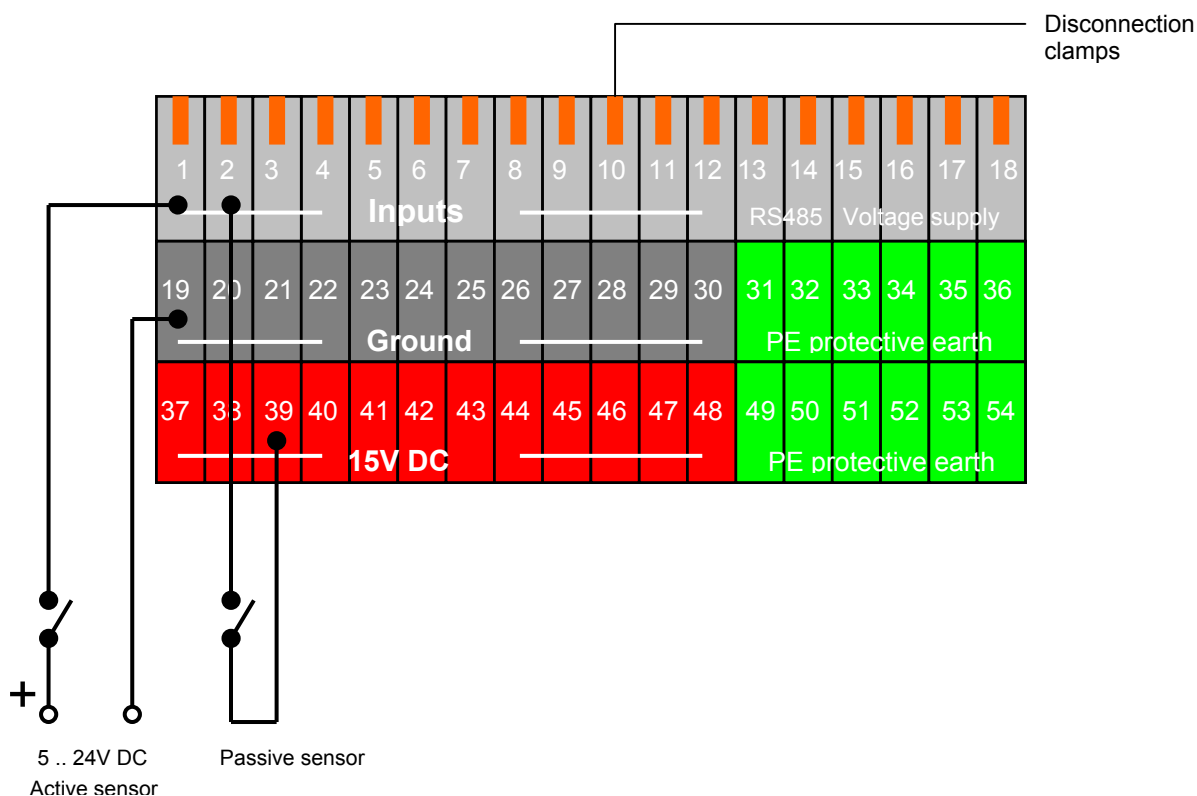 Disconnection
clamps
1 2 3 4 5 6 7 8 9 10 11 12 13 14 15 16 17 18
Inputs RS485 Voltage supply
19 20 21 22 23 24 25 26 27 28 29 30 31 32 33 34 35 36
Ground PE protective earth
37 38 39 40 41 42 43 44 45 46 47 48 49 50 51 52 53 54
15V DC PE protective earth
+
5 .. 24V DC Passive sensor
Active sensor